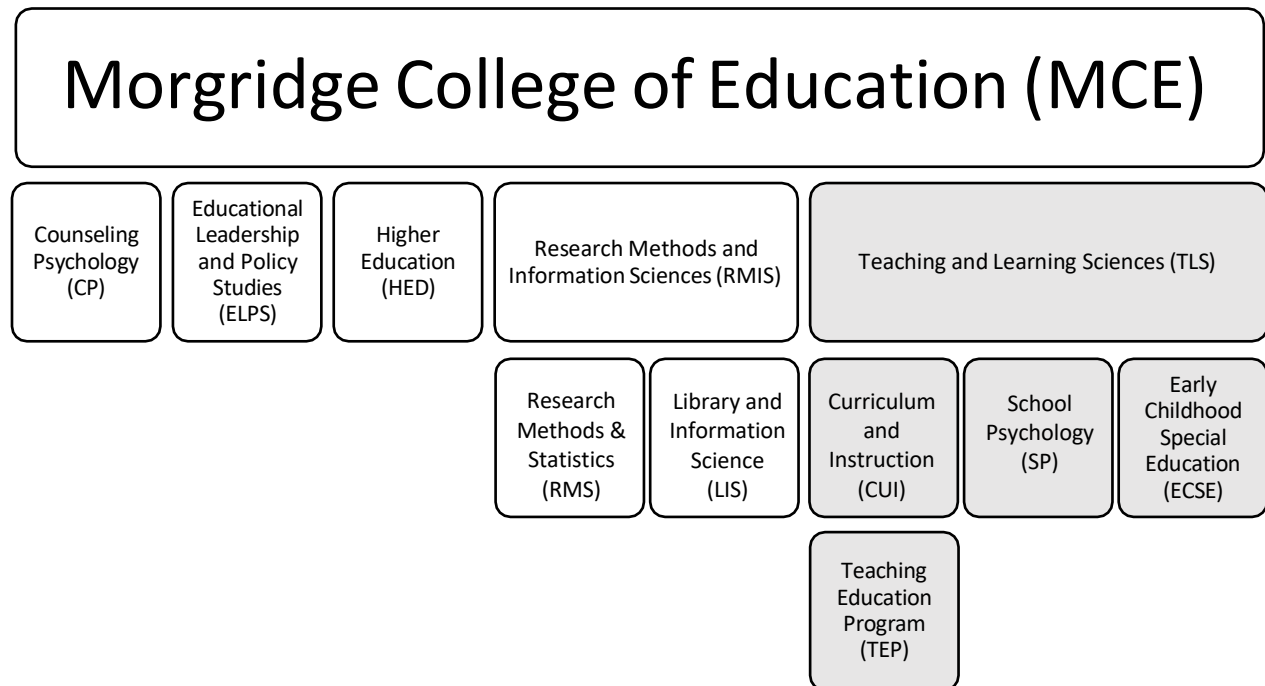 Morgridge College of Education (MCE)
Counseling
Psychology
(CP)
Educational
Leadership
and Policy
Studies
(ELPS)
Higher
Education
(HED)
Research Methods and
Information Sciences (RMIS)
Teaching and Learning Sciences (TLS)
Research
Methods &
Statistics
(RMS)
Library and
Information
Science
(LIS)
Curriculum
and
Instruction
(CUI)
School
Psychology
(SP)
Early
Childhood
Special
Education
(ECSE)
Teaching
Education
Program
(TEP)